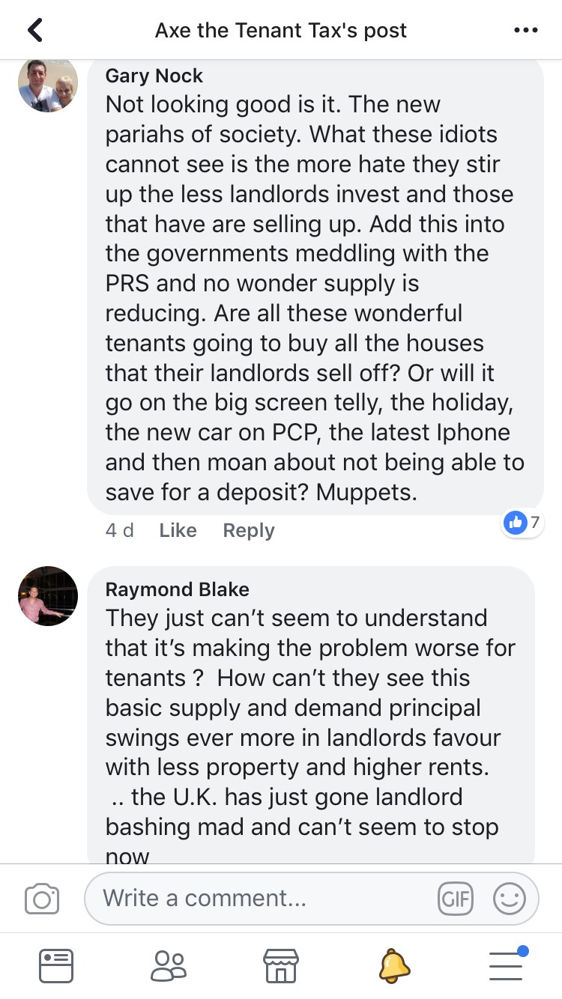 Axe the Tenant Tax's post
Gary Nock
Not looking good is it. The new
pariahs of society. What these idiots
cannot see is the more hate they stir
up the less landlords invest and those
that have are selling up. Add this into
the governments meddling with the
PRS and no wonder supply is
reducing. Are all these wonderful
tenants going to buy all the houses
that their landlords sell off? Or will it
go on the big screen telly, the holiday,
the new car on PCP, the latest Iphone
and then moan about not being able to
save for a deposit? Muppets.
4 d Like Reply
7
Raymond Blake
They just can’t seem to understand
that it’s making the problem worse for
tenants ?  How can’t they see this
basic supply and demand principal
swings ever more in landlords favour
with less property and higher rents.
.. the U.K. has just gone landlord
bashing mad and can’t seem to stop
now
Write a comment...
GIF